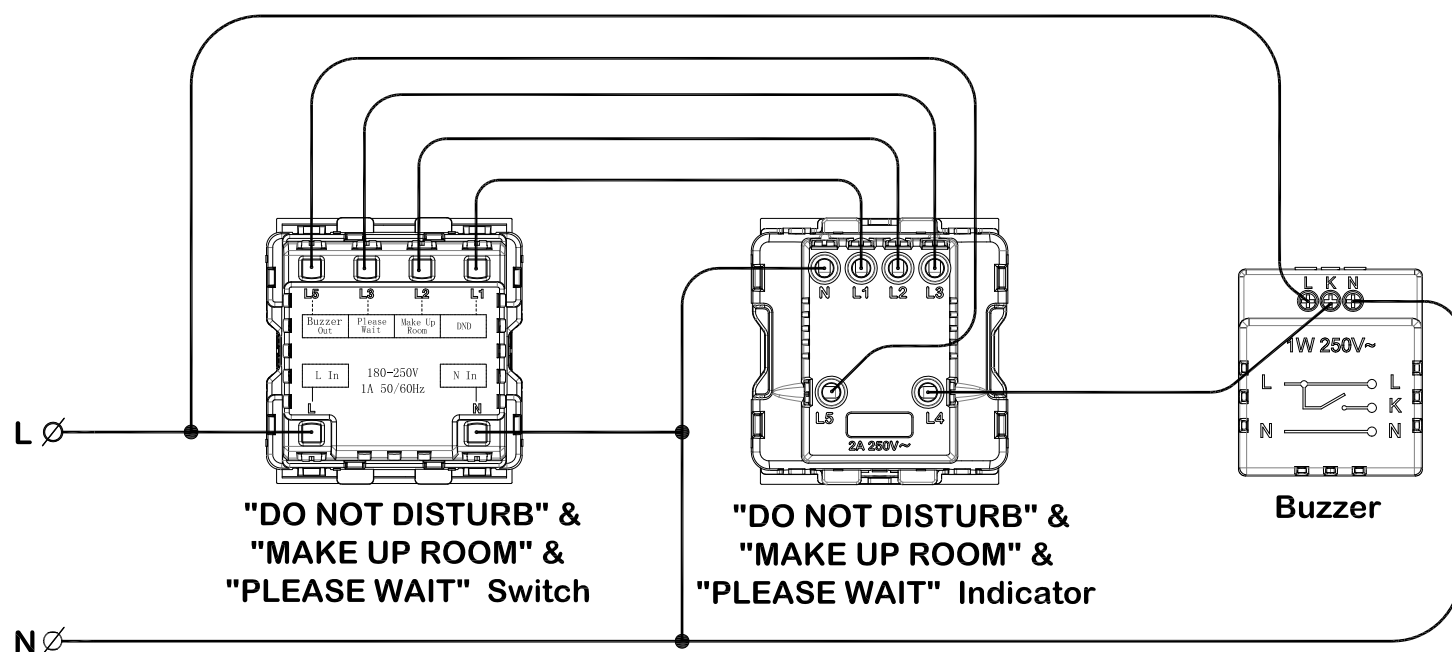 L5 L3 L2 L1
Buzzer Out
Please Wait
Make Up Room
DND
L In
180-250V
1A 50/60Hz
N In
L N
N L1 L2 L3
L5 L4
2A 250V~
L K N
1W 250V~
L L
K
N N
L
"DO NOT DISTURB" &
"MAKE UP ROOM" &
"PLEASE WAIT" Switch
"DO NOT DISTURB" &
"MAKE UP ROOM" &
"PLEASE WAIT" Indicator
Buzzer
N